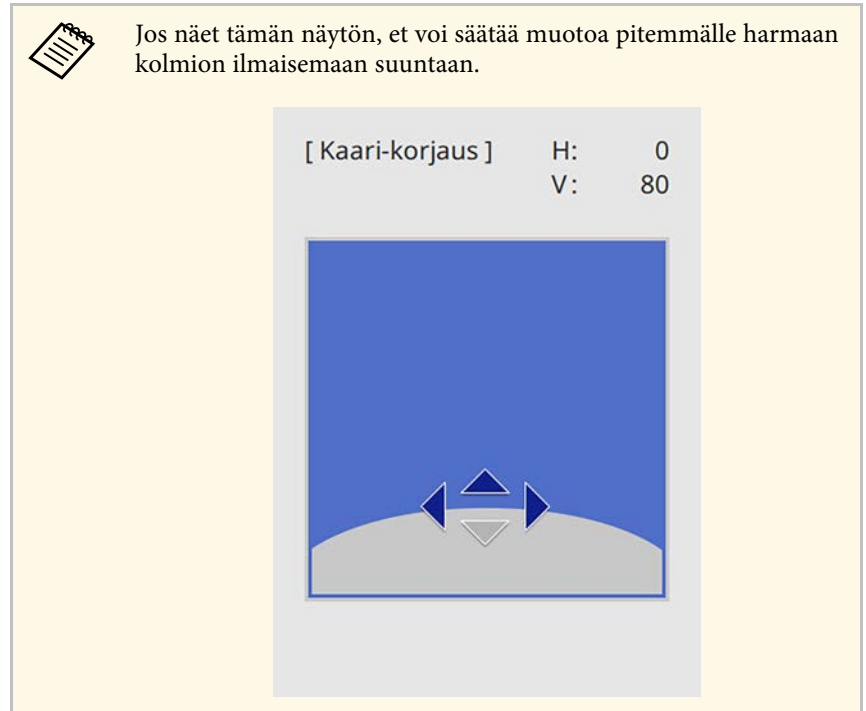 Jos näet tämän näytön, et voi säätää muotoa pitemmälle harmaan
kolmion ilmaisemaan suuntaan.
[ Kaari-korjaus ] H: 0
V: 80